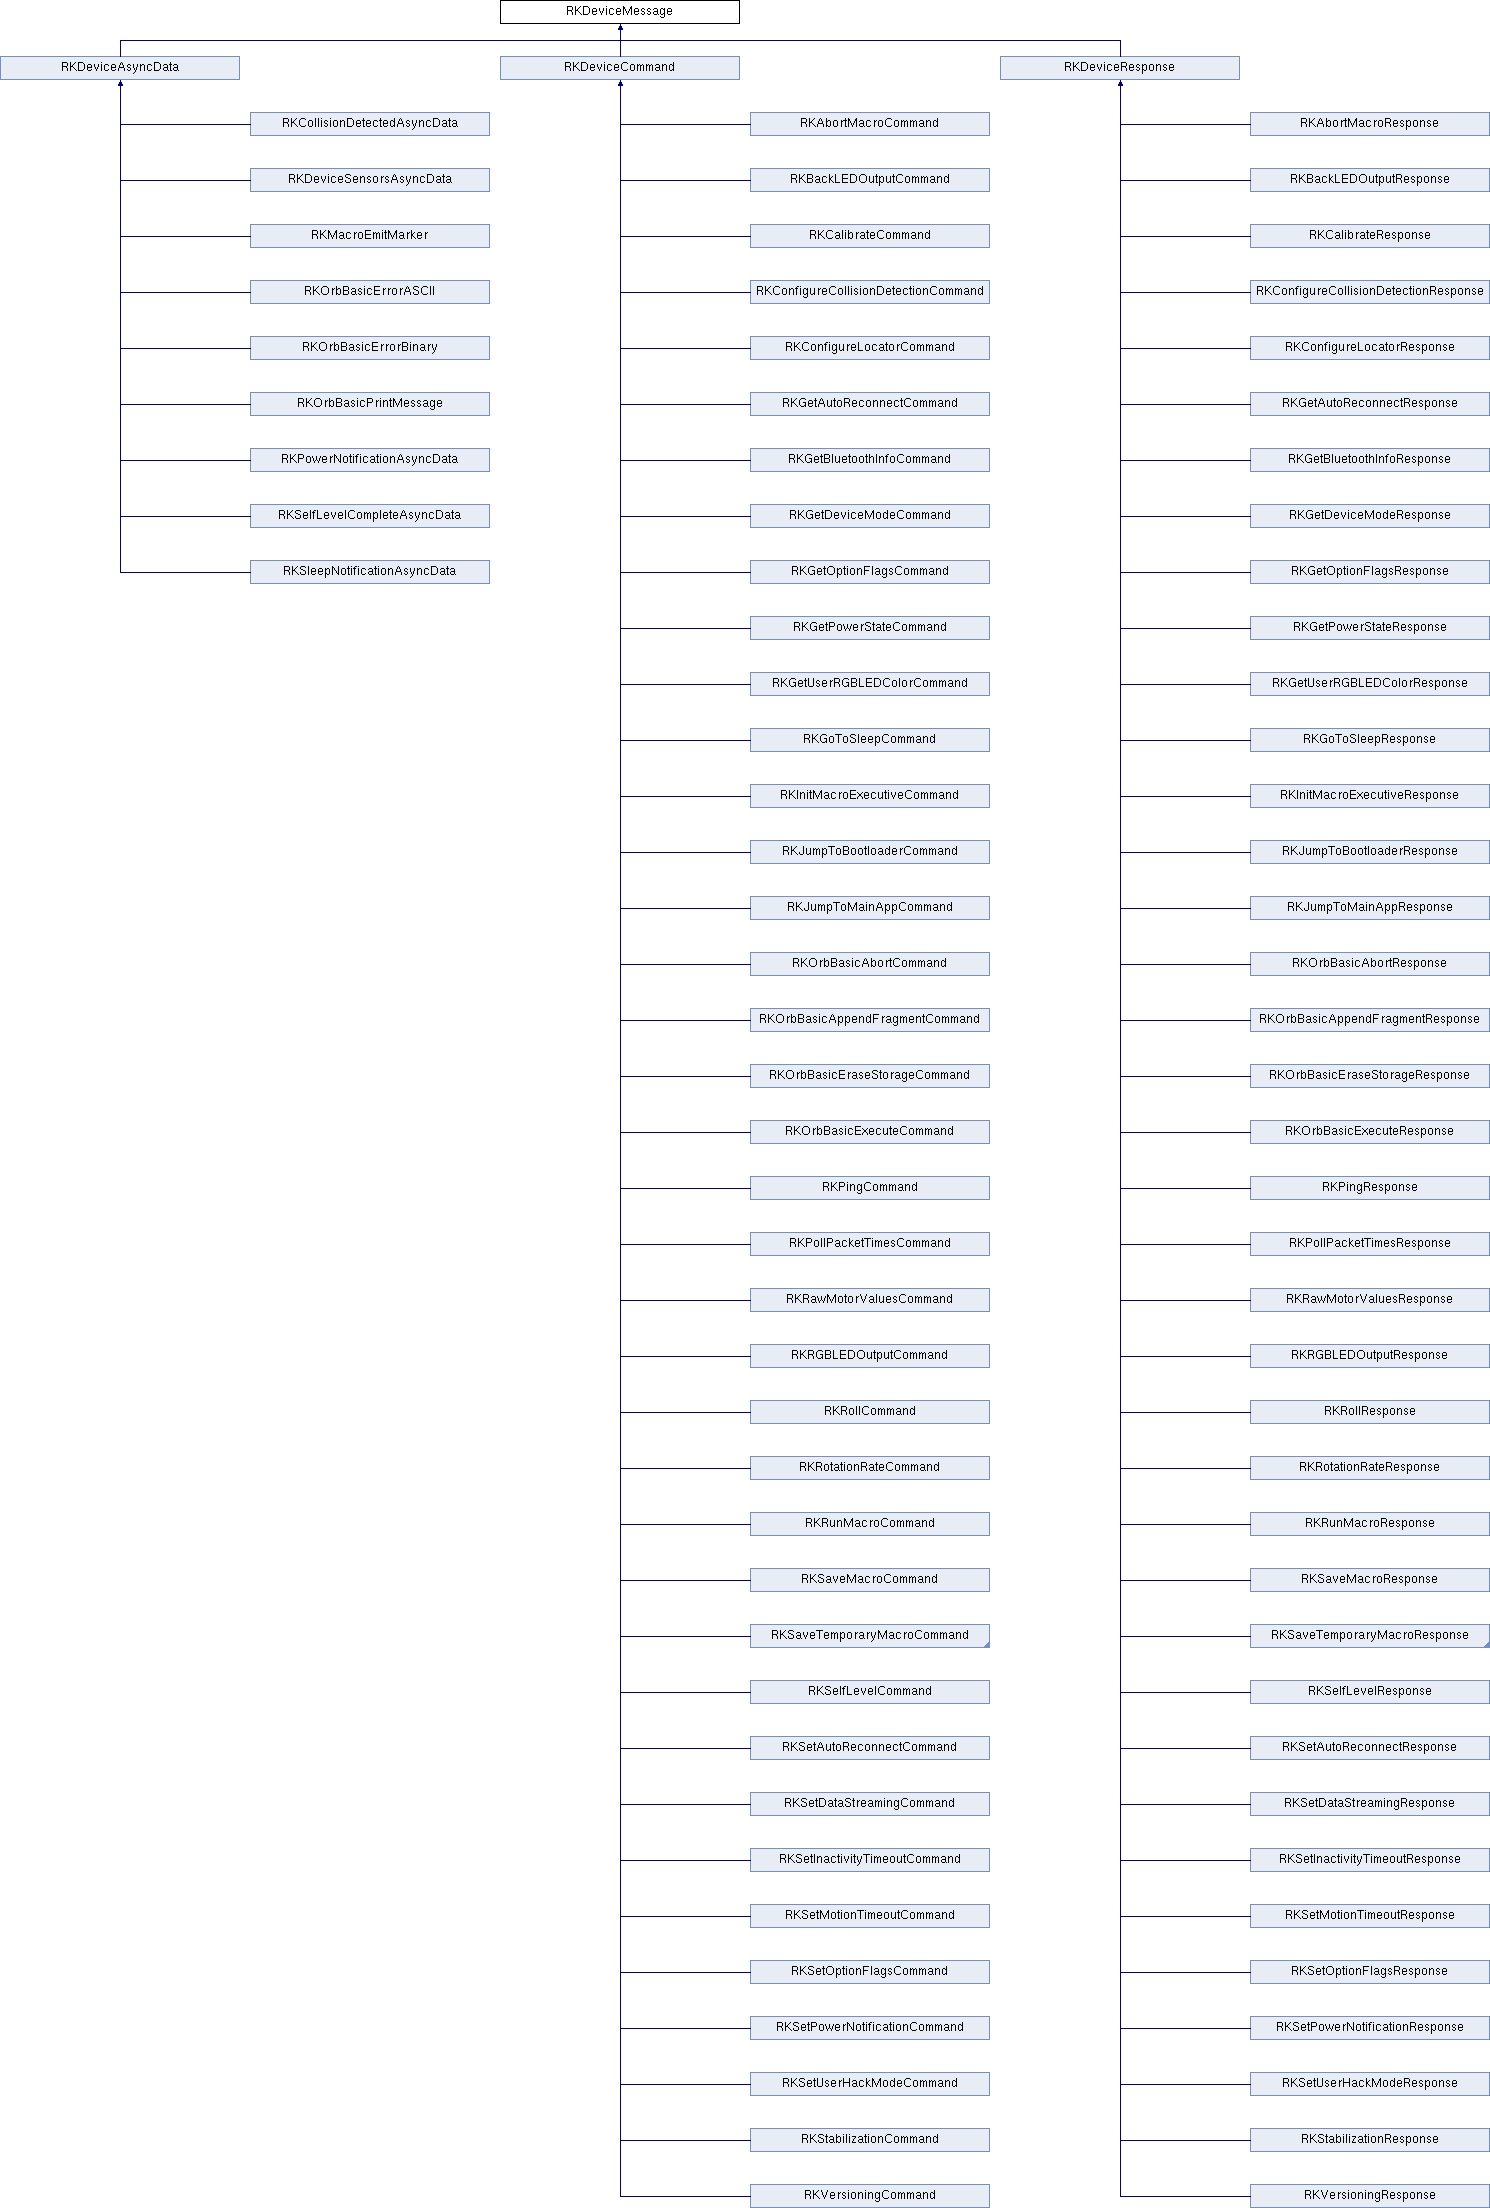 RKDeviceMessage
RKDeviceAsyncData
RKDeviceCommand
RKDeviceResponse
RKCollisionDetectedAsyncData
RKAbortMacroCommand
RKAbortMacroResponse
RKDeviceSensorsAsyncData
RKBackLEDOutputCommand
RKBackLEDOutputResponse
RKMacroEmitMarker
RKCalibrateCommand
RKCalibrateResponse
RKOrbBasicErrorASCII
RKConfigureCollisionDetectionCommand
RKConfigureCollisionDetectionResponse
RKOrbBasicErrorBinary
RKConfigureLocatorCommand
RKConfigureLocatorResponse
RKOrbBasicPrintMessage
RKGetAutoReconnectCommand
RKGetAutoReconnectResponse
RKPowerNotificationAsyncData
RKGetBluetoothInfoCommand
RKGetBluetoothInfoResponse
RKSelfLevelCompleteAsyncData
RKGetDeviceModeCommand
RKGetDeviceModeResponse
RKSleepNotificationAsyncData
RKGetOptionFlagsCommand
RKGetOptionFlagsResponse
RKGetPowerStateCommand
RKGetPowerStateResponse
RKGetUserRGBLEDColorCommand
RKGetUserRGBLEDColorResponse
RKGoToSleepCommand
RKGoToSleepResponse
RKInitMacroExecutiveCommand
RKInitMacroExecutiveResponse
RKJumpToBootloaderCommand
RKJumpToBootloaderResponse
RKJumpToMainAppCommand
RKJumpToMainAppResponse
RKOrbBasicAbortCommand
RKOrbBasicAbortResponse
RKOrbBasicAppendFragmentCommand
RKOrbBasicAppendFragmentResponse
RKOrbBasicEraseStorageCommand
RKOrbBasicEraseStorageResponse
RKOrbBasicExecuteCommand
RKOrbBasicExecuteResponse
RKPingCommand
RKPingResponse
RKPollPacketTimesCommand
RKPollPacketTimesResponse
RKRawMotorValuesCommand
RKRawMotorValuesResponse
RKRGBLEDOutputCommand
RKRGBLEDOutputResponse
RKRollCommand
RKRollResponse
RKRotationRateCommand
RKRotationRateResponse
RKRunMacroCommand
RKRunMacroResponse
RKSaveMacroCommand
RKSaveMacroResponse
RKSaveTemporaryMacroCommand
RKSaveTemporaryMacroResponse
RKSelfLevelCommand
RKSelfLevelResponse
RKSetAutoReconnectCommand
RKSetAutoReconnectResponse
RKSetDataStreamingCommand
RKSetDataStreamingResponse
RKSetInactivityTimeoutCommand
RKSetInactivityTimeoutResponse
RKSetMotionTimeoutCommand
RKSetMotionTimeoutResponse
RKSetOptionFlagsCommand
RKSetOptionFlagsResponse
RKSetPowerNotificationCommand
RKSetPowerNotificationResponse
RKSetUserHackModeCommand
RKSetUserHackModeResponse
RKStabilizationCommand
RKStabilizationResponse
RKVersioningCommand
RKVersioningResponse